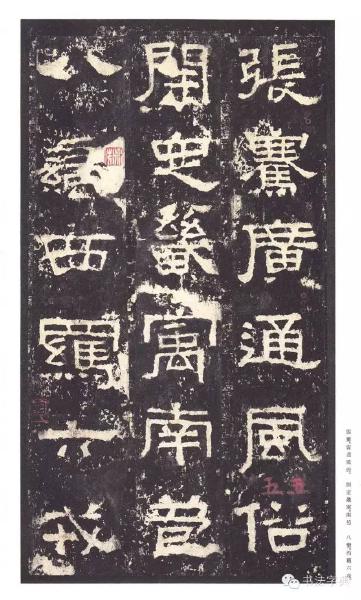 張騫廣通風俗
開定畿寓南苞
八蠻西羈六戎
張騫廣通風俗 開定畿寓南苞 八蠻西羈六戎
书法字典